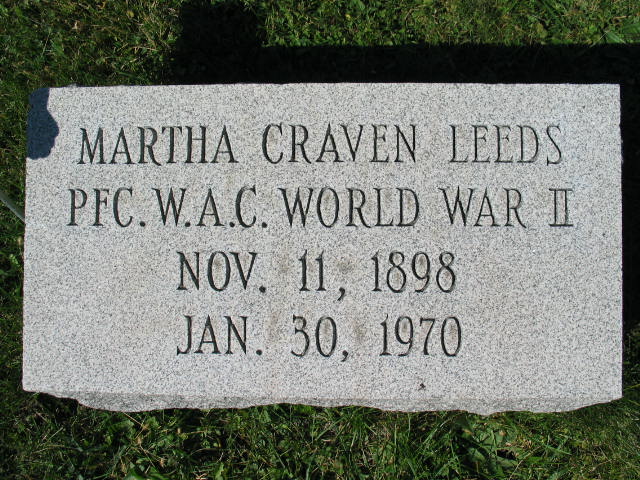 MARTHA CRAVEN LEEDS
PFC. W.A.C. WORLD WAR II
NOV. 11, 1898
JAN. 30, 1970